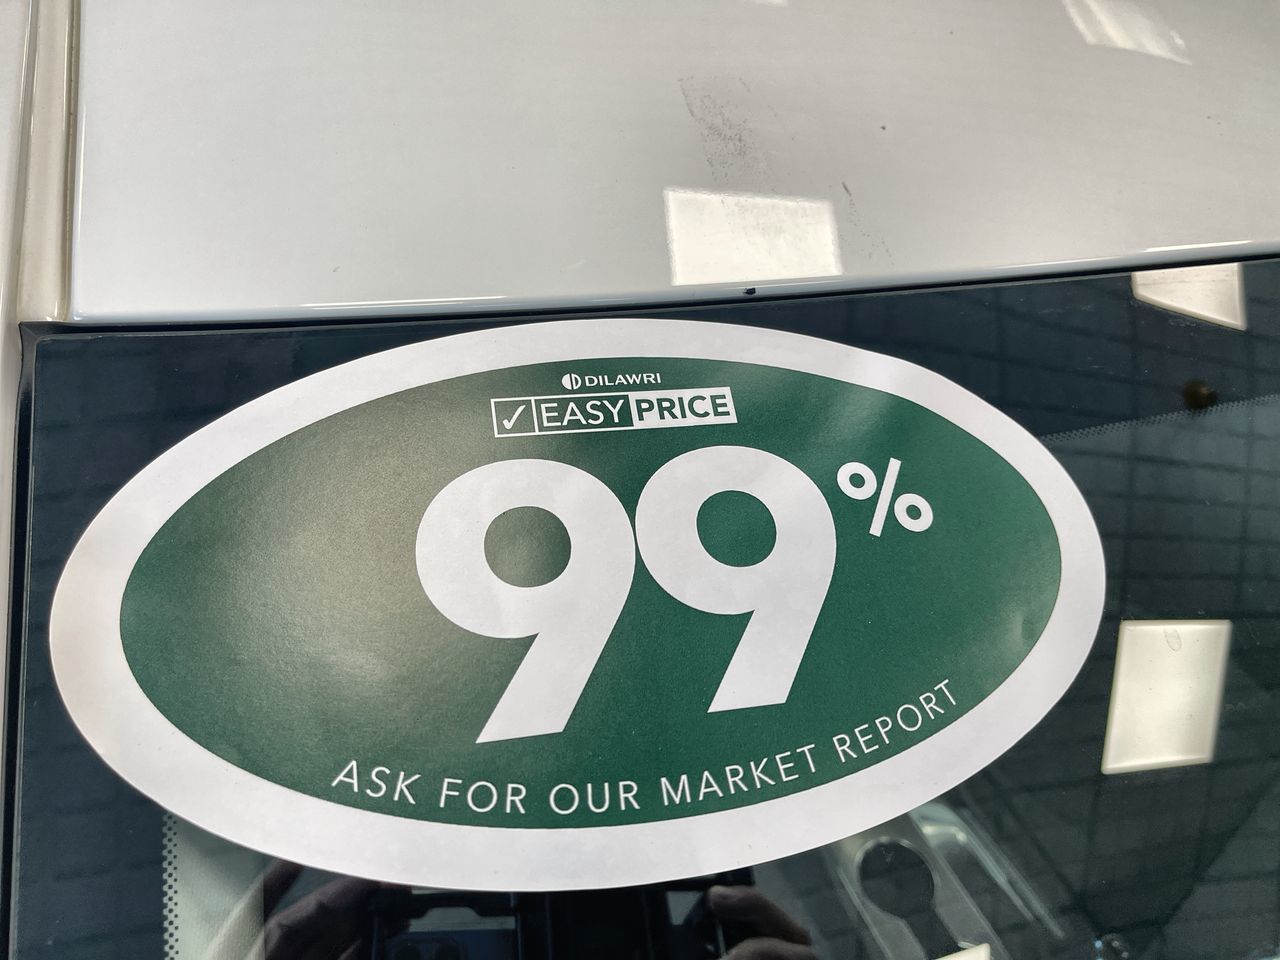 DILAWRI
✓ EASY PRICE
99%
ASK FOR OUR MARKET REPORT